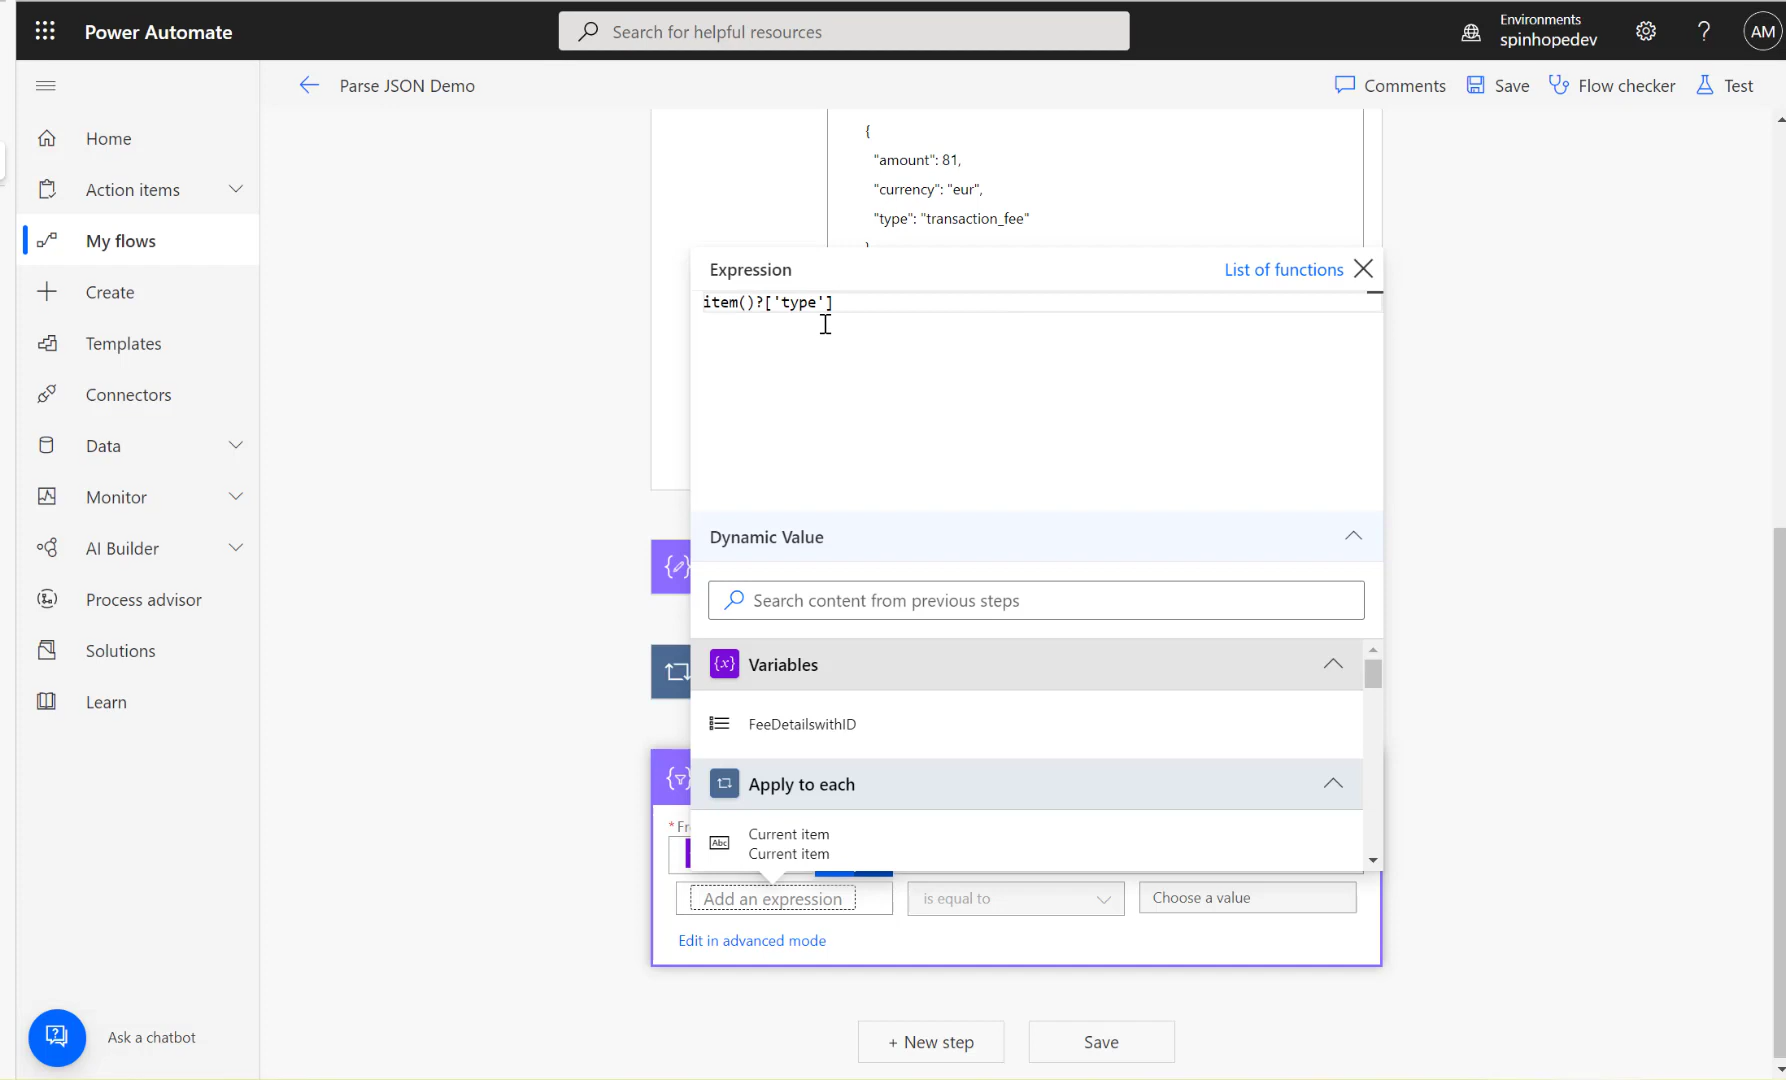 Power Automate
Search for helpful resources
Environments
spinhopedev
?
AM
Parse JSON Demo
Comments
Save
Flow checker
Test
Home
Action items
My flows
Create
Templates
Connectors
Data
Monitor
AI Builder
Process advisor
Solutions
Learn
Ask a chatbot
{
"amount": 81,
"currency": "eur",
"type": "transaction_fee"
Expression
List of functions
item()?['type']
Dynamic Value
Search content from previous steps
{x} Variables
FeeDetailswithID
Apply to each
Abc
Current item
Current item
* Fr
Add an expression
is equal to
Choose a value
Edit in advanced mode
+ New step
Save